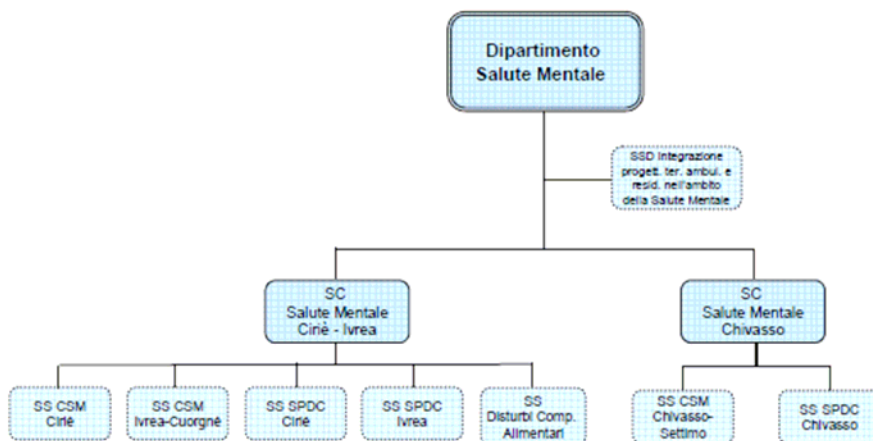 Dipartimento
Salute Mentale
SSD Integrazione
progett. ter. ambul. e
resid. nell'ambito
della Salute Mentale
SC
Salute Mentale
Ciriè - Ivrea
SC
Salute Mentale
Chivasso
SS CSM
Ciriè
SS CSM
Ivrea-Cuorgnè
SS SPDC
Ciriè
SS SPDC
Ivrea
SS
Disturbi Comp.
Alimentari
SS CSM
Chivasso-
Settimo
SS SPDC
Chivasso